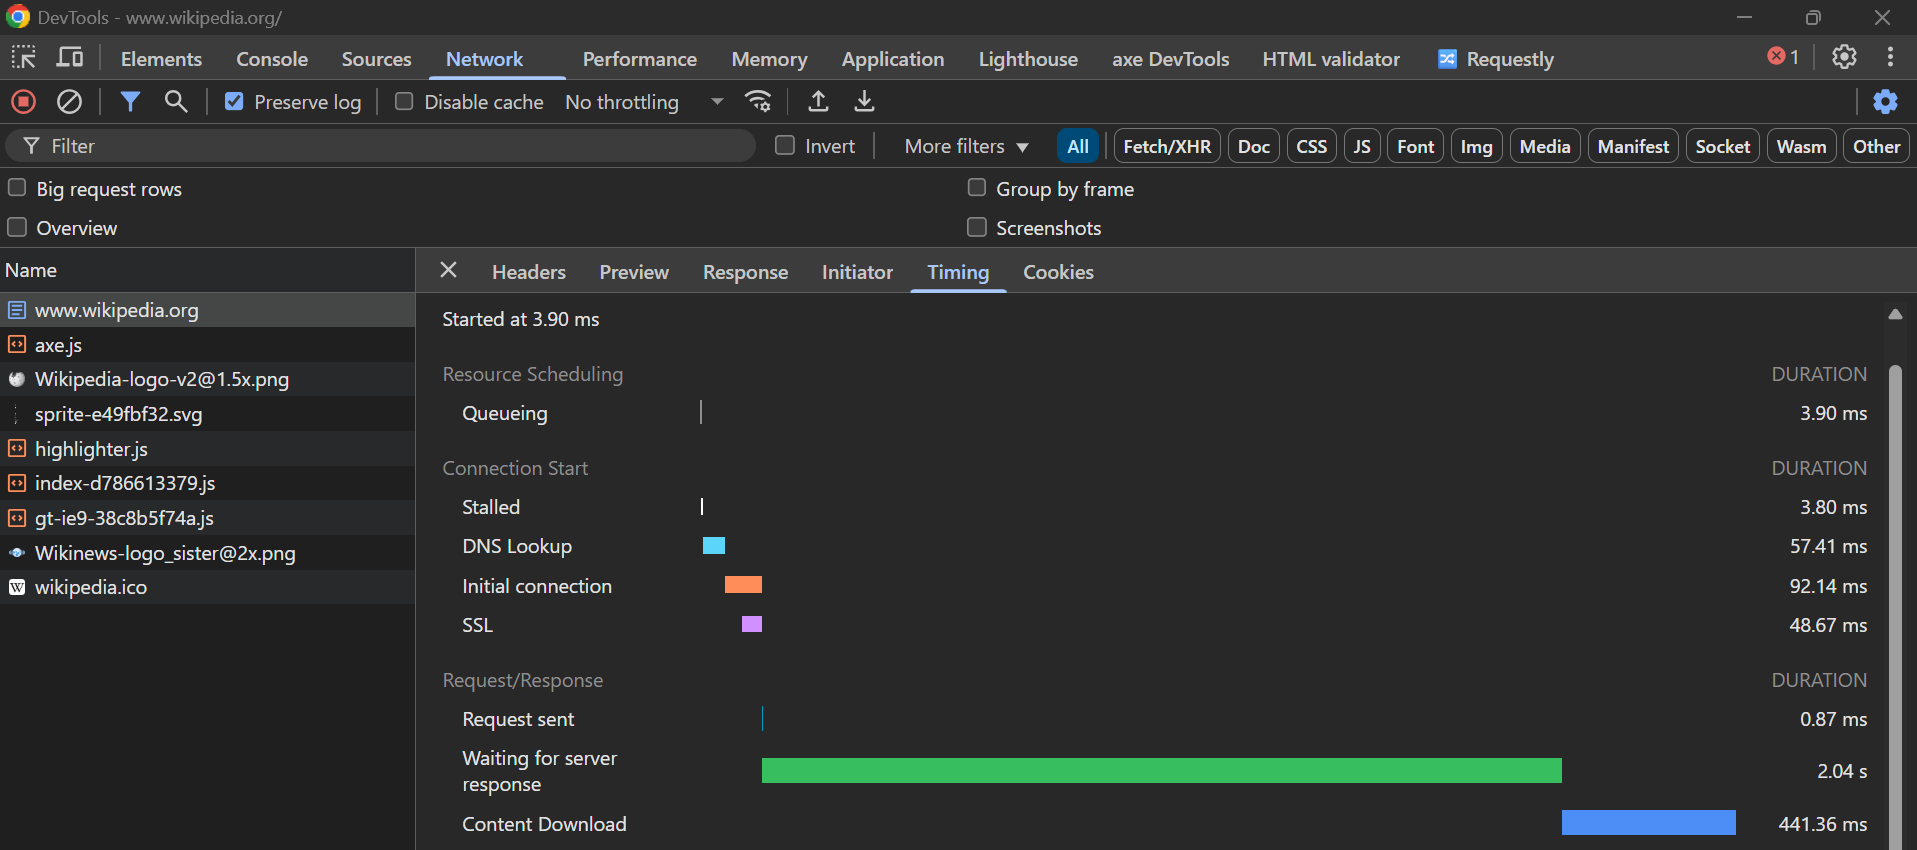 DevTools - www.wikipedia.org/
Elements Console Sources Network Performance Memory Application Lighthouse axe DevTools HTML validator Requestly 1
Preserve log Disable cache No throttling
Filter Invert More filters All Fetch/XHR Doc CSS JS Font Img Media Manifest Socket Wasm Other
Big request rows Group by frame
Overview Screenshots
Name
www.wikipedia.org
axe.js
Wikipedia-logo-v2@1.5x.png
sprite-e49fbf32.svg
highlighter.js
index-d786613379.js
gt-ie9-38c8b5f74a.js
Wikinews-logo_sister@2x.png
W wikipedia.ico
Headers Preview Response Initiator Timing Cookies
Started at 3.90 ms
Resource Scheduling DURATION
Queueing 3.90 ms
Connection Start DURATION
Stalled 3.80 ms
DNS Lookup 57.41 ms
Initial connection 92.14 ms
SSL 48.67 ms
Request/Response DURATION
Request sent 0.87 ms
Waiting for server
response 2.04 s
Content Download 441.36 ms